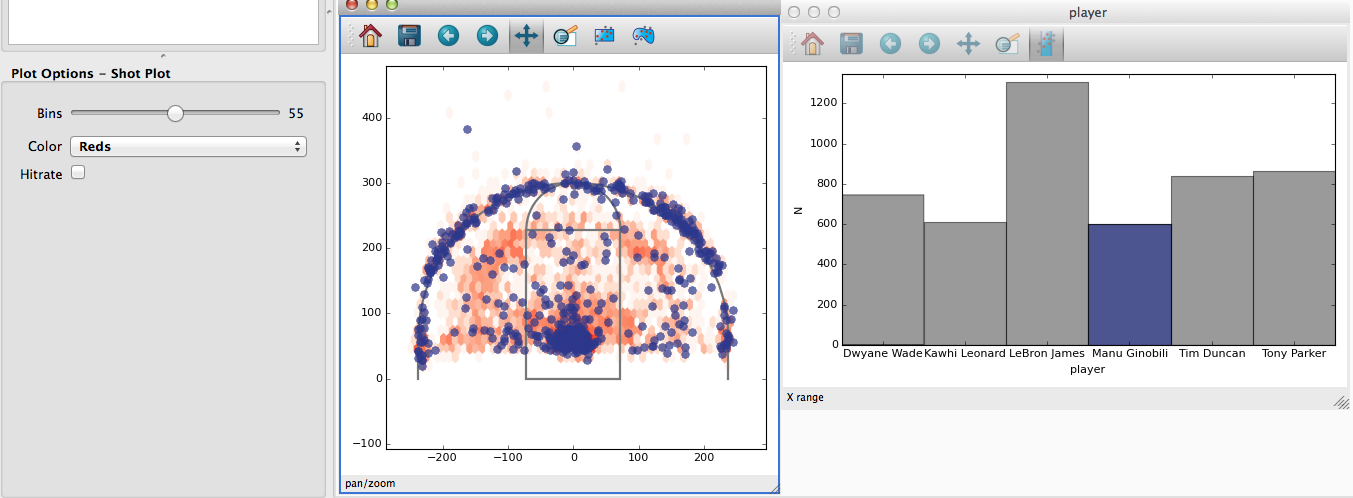 Plot Options – Shot Plot
Bins 55
Color Reds
Hitrate
400
300
200
100
0
−100
−200 −100 0 100 200
pan/zoom
player
1200
1000
800
600
400
200
0
N
Dwyane Wade Kawhi Leonard LeBron James Manu Ginobili Tim Duncan Tony Parker
player
X range